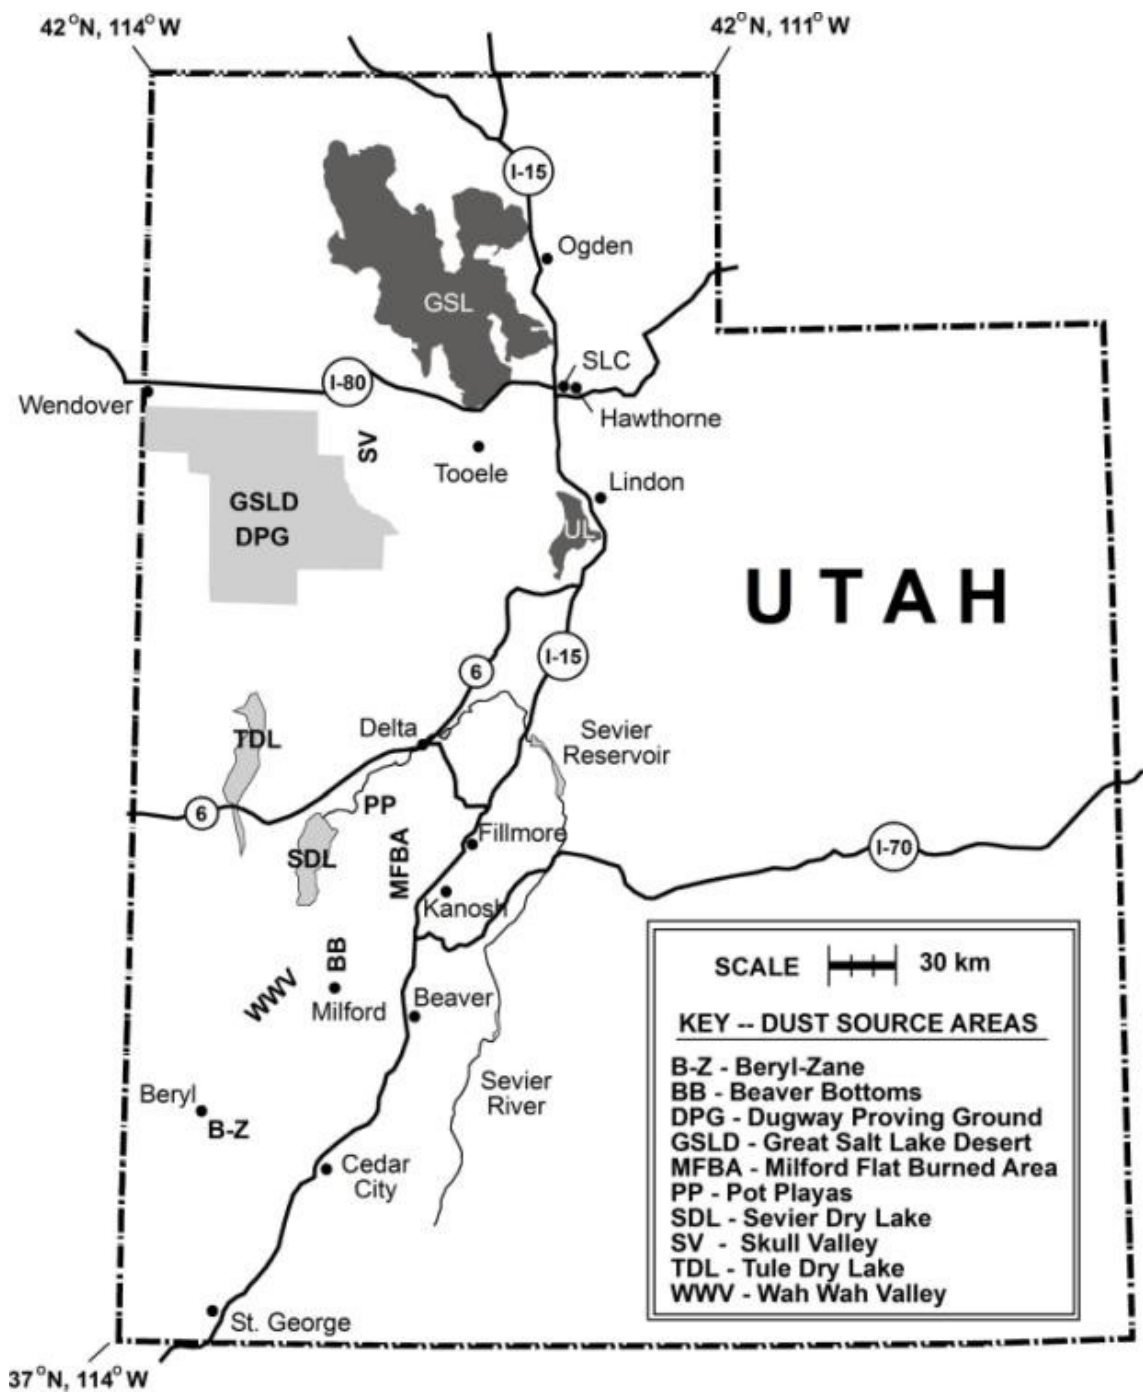 42°N, 114°W
42°N, 111°W
I-15
Ogden
GSL
SLC
I-80
Wendover
Hawthorne
SV
Tooele
Lindon
GSLD
DPG
UL
UTAH
I-15
6
Delta
Sevier
Reservoir
TDL
PP
6
Fillmore
I-70
SDL
MFBA
Kanosh
BB
WWV
Milford
Beaver
Beryl
B-Z
Sevier
River
Cedar
City
St. George
37°N, 114°W
SCALE 30 km
KEY -- DUST SOURCE AREAS
B-Z - Beryl-Zane
BB - Beaver Bottoms
DPG - Dugway Proving Ground
GSLD - Great Salt Lake Desert
MFBA - Milford Flat Burned Area
PP - Pot Playas
SDL - Sevier Dry Lake
SV - Skull Valley
TDL - Tule Dry Lake
WWV - Wah Wah Valley